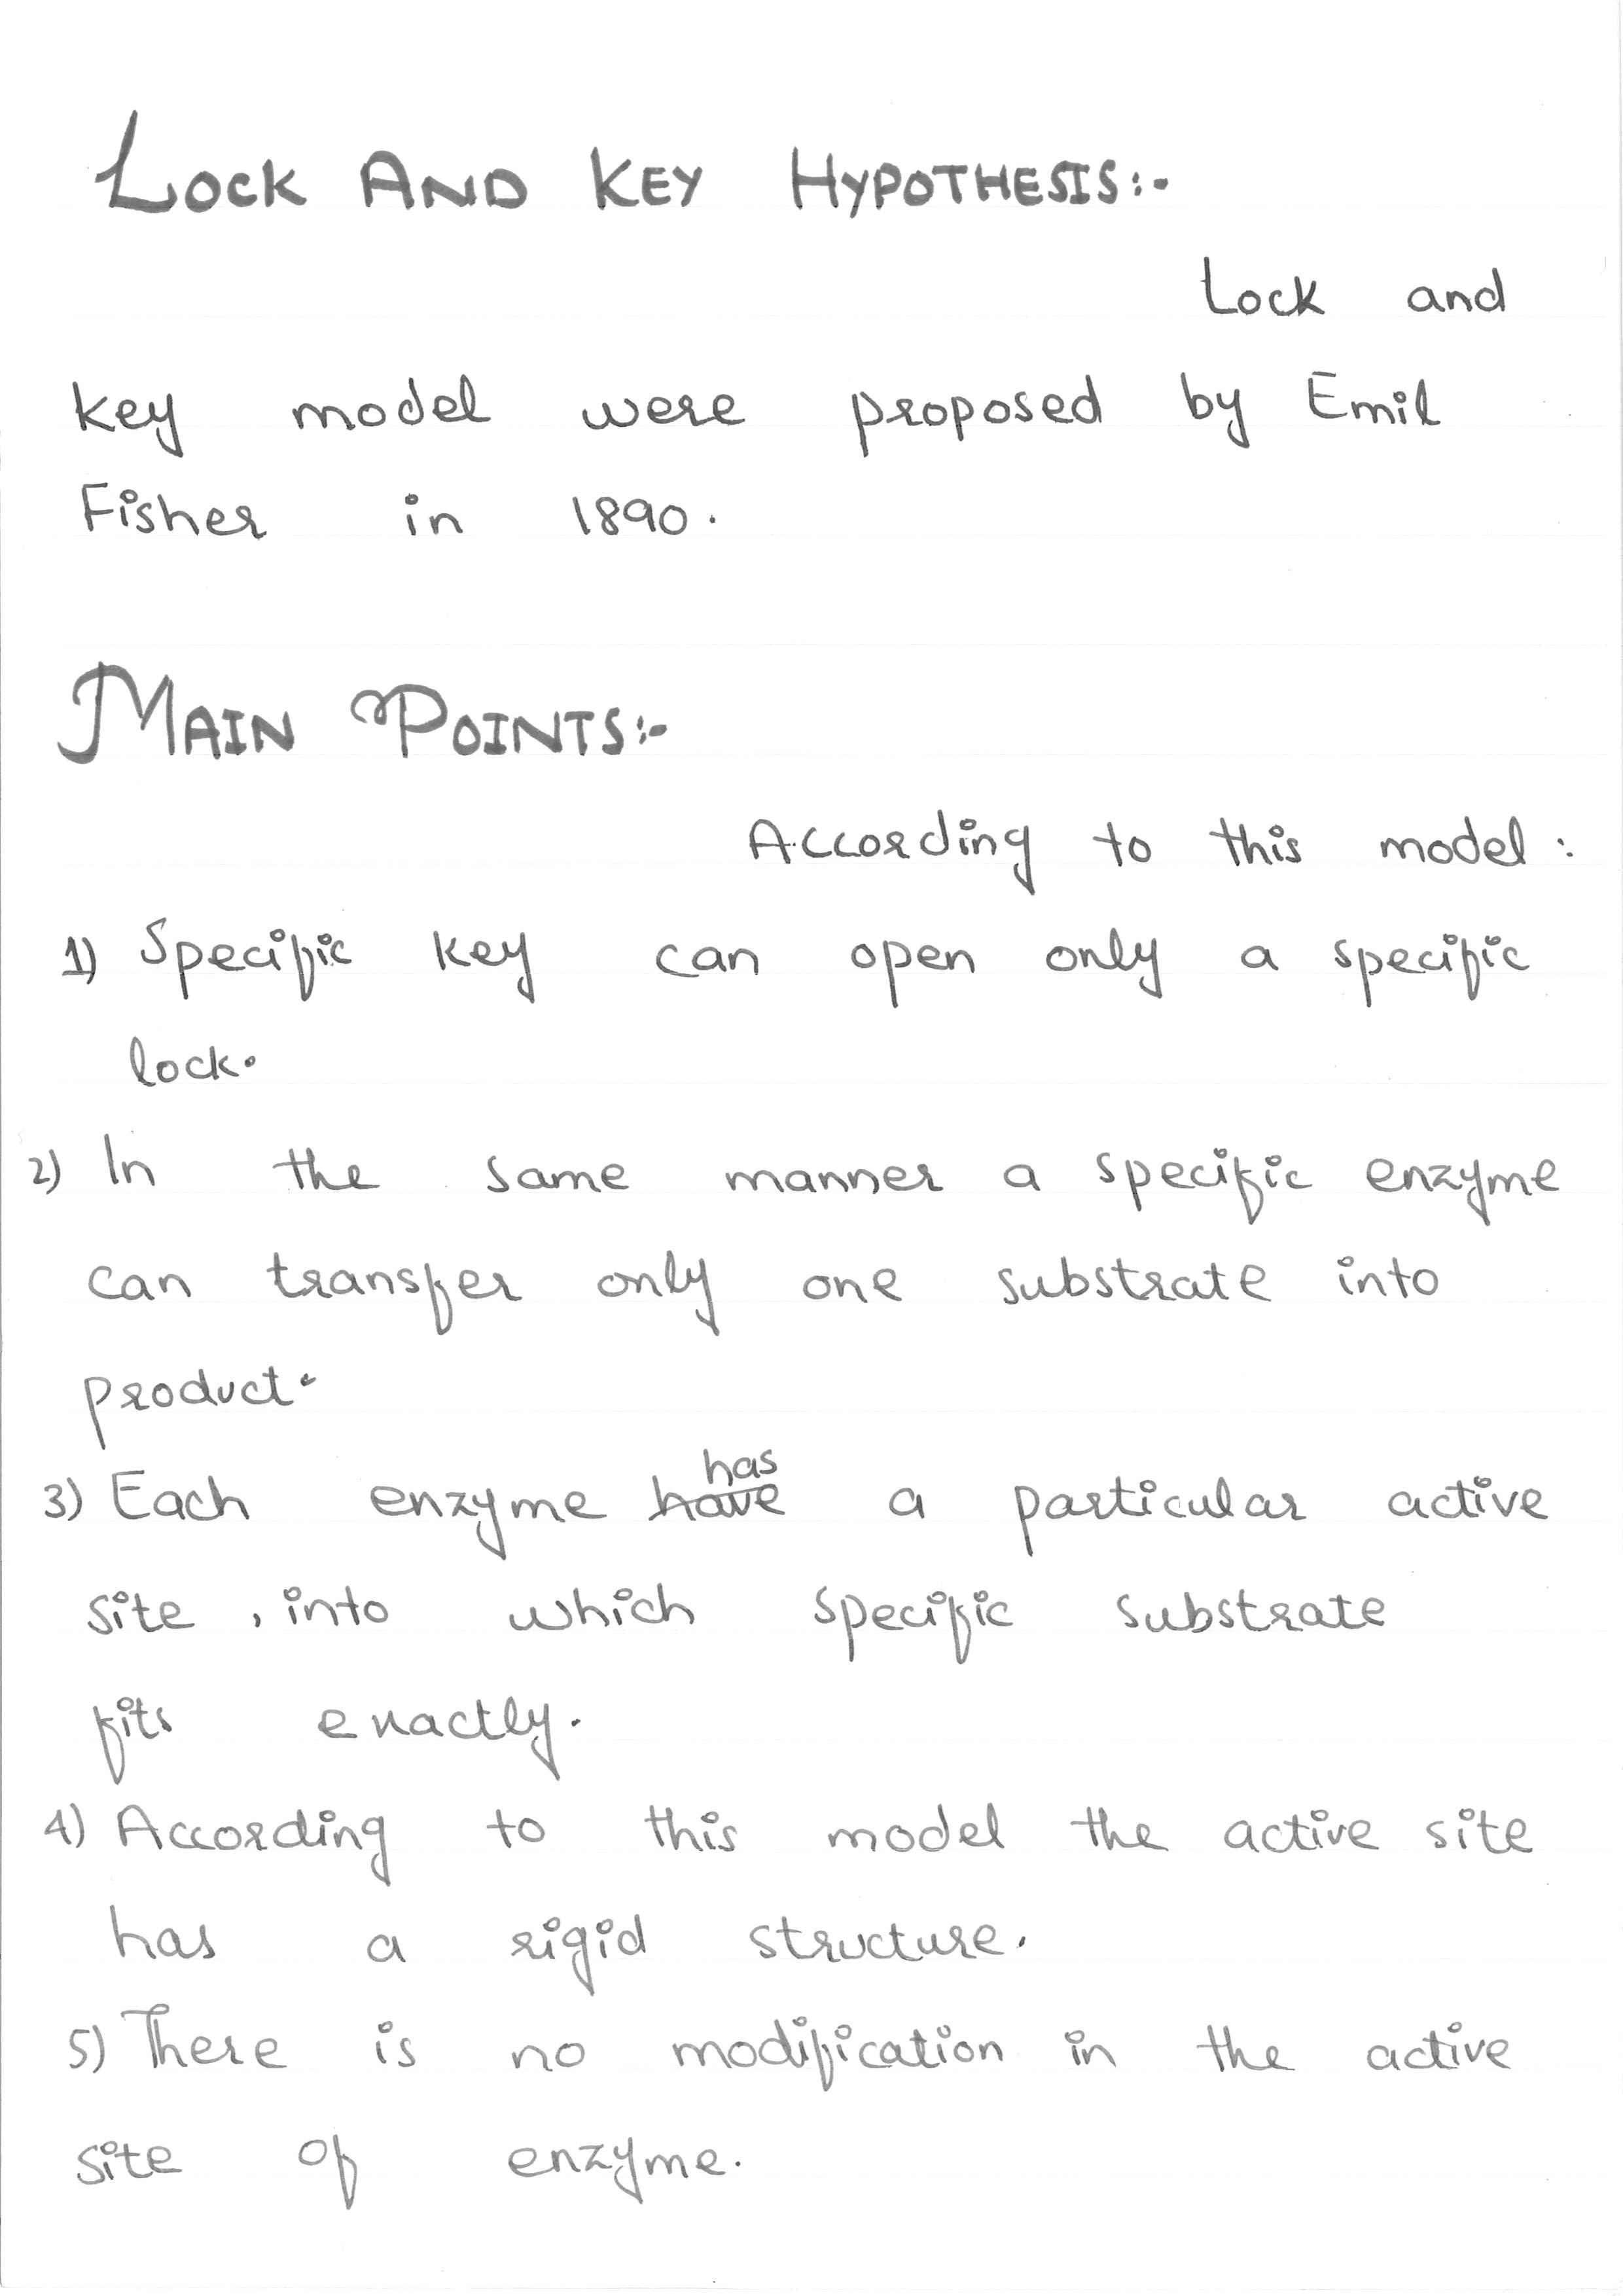 LOCK AND KEY HYPOTHESIS:-
Lock and
key model were proposed by Emil
Fisher in 1890.
MAIN POINTS:-
According to this model :
1) Specific key can open only a specific
lock.
2) In the same manner a specific enzyme
can transfer only one substrate into
product.
has
3) Each enzyme have a particular active
site , into which specific substrate
fits exactly.
4) According to this model the active site
has a rigid structure.
5) There is no modification in the active
site of enzyme.